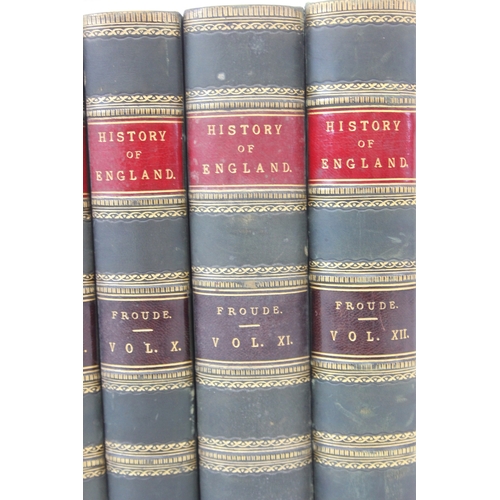 HISTORY
OF
ENGLAND.
FROUDE.
VOL. X.
HISTORY
OF
ENGLAND.
FROUDE.
VOL. XI.
HISTORY
OF
ENGLAND.
FROUDE.
VOL. XII.